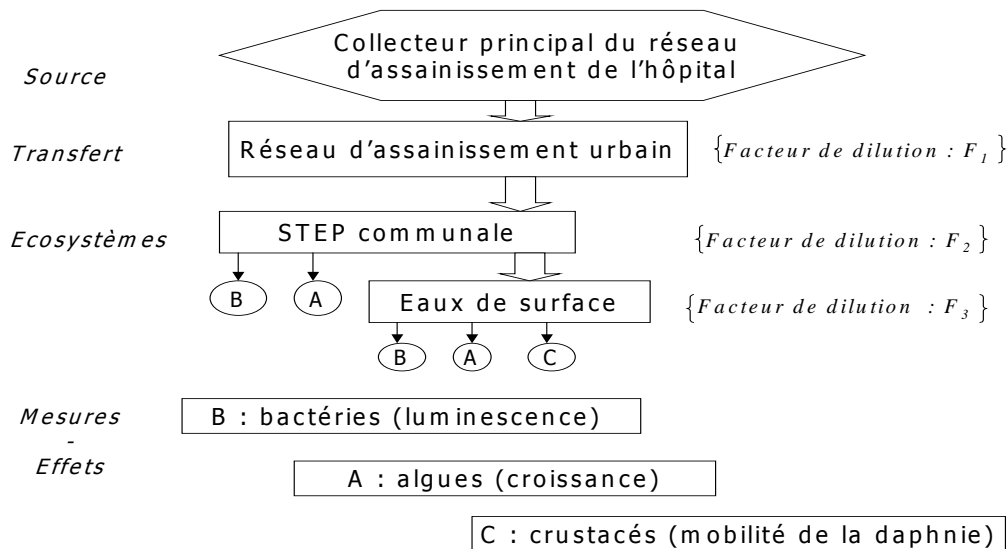 Collecteur principal du réseau
d'assainissement de l'hôpital
Source
Transfert
Réseau d'assainissement urbain
{Facteur de dilution : F1}
Ecosystèmes
STEP communale
{Facteur de dilution : F2}
B
A
Eaux de surface
{Facteur de dilution : F3}
B
A
C
Mesures
-
Effets
B : bactéries (luminescence)
A : algues (croissance)
C : crustacés (mobilité de la daphnie)